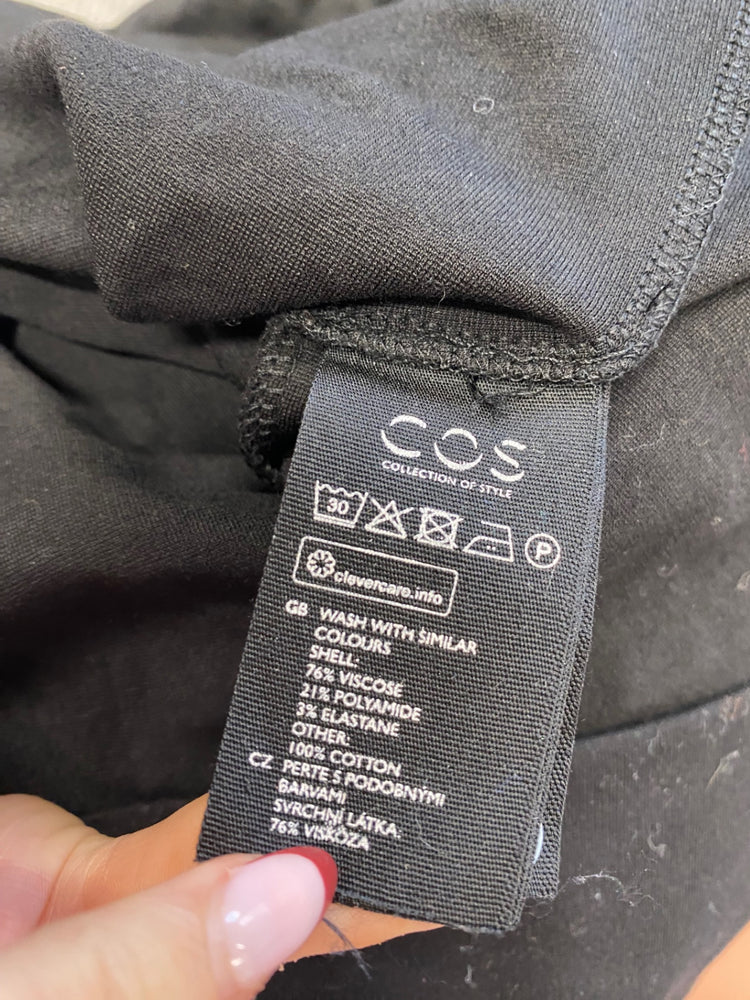 COS
COLLECTION OF STYLE
30
P
clevercare.info
GB WASH WITH SIMILAR
COLOURS
SHELL:
76% VISCOSE
21% POLYAMIDE
3% ELASTANE
OTHER:
100% COTTON
CZ PERTE S PODOBNÝMI
BARVAMI
SVRCHNÍ LÁTKA:
76% VISKÓZA